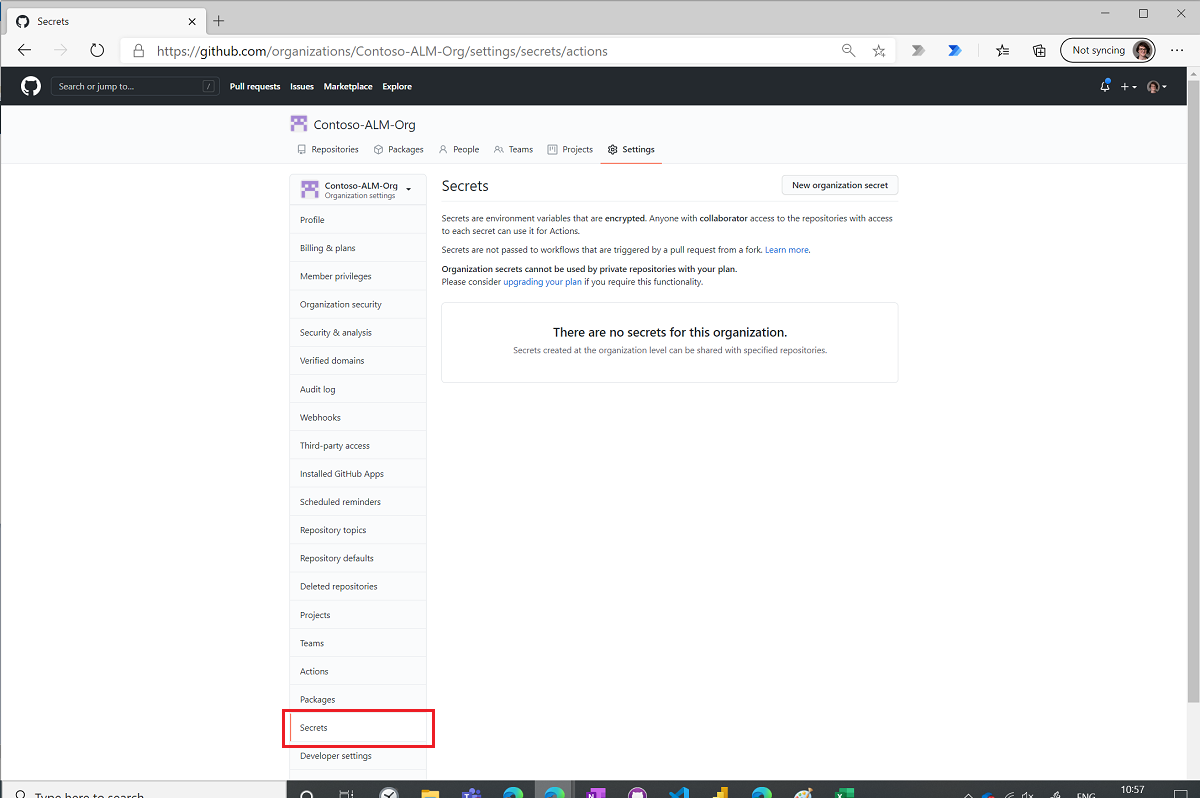 Secrets
https://github.com/organizations/Contoso-ALM-Org/settings/secrets/actions
Not syncing
Search or jump to...
/
Pull requests
Issues
Marketplace
Explore
Contoso-ALM-Org
Repositories
Packages
People
Teams
Projects
Settings
Contoso-ALM-Org
Organization settings
Profile
Billing & plans
Member privileges
Organization security
Security & analysis
Verified domains
Audit log
Webhooks
Third-party access
Installed GitHub Apps
Scheduled reminders
Repository topics
Repository defaults
Deleted repositories
Projects
Teams
Actions
Packages
Secrets
Developer settings
Secrets
New organization secret
Secrets are environment variables that are encrypted. Anyone with collaborator access to the repositories with access
to each secret can use it for Actions.
Secrets are not passed to workflows that are triggered by a pull request from a fork. Learn more.
Organization secrets cannot be used by private repositories with your plan.
Please consider upgrading your plan if you require this functionality.
There are no secrets for this organization.
Secrets created at the organization level can be shared with specified repositories.
Type here to search
ENG
10:57